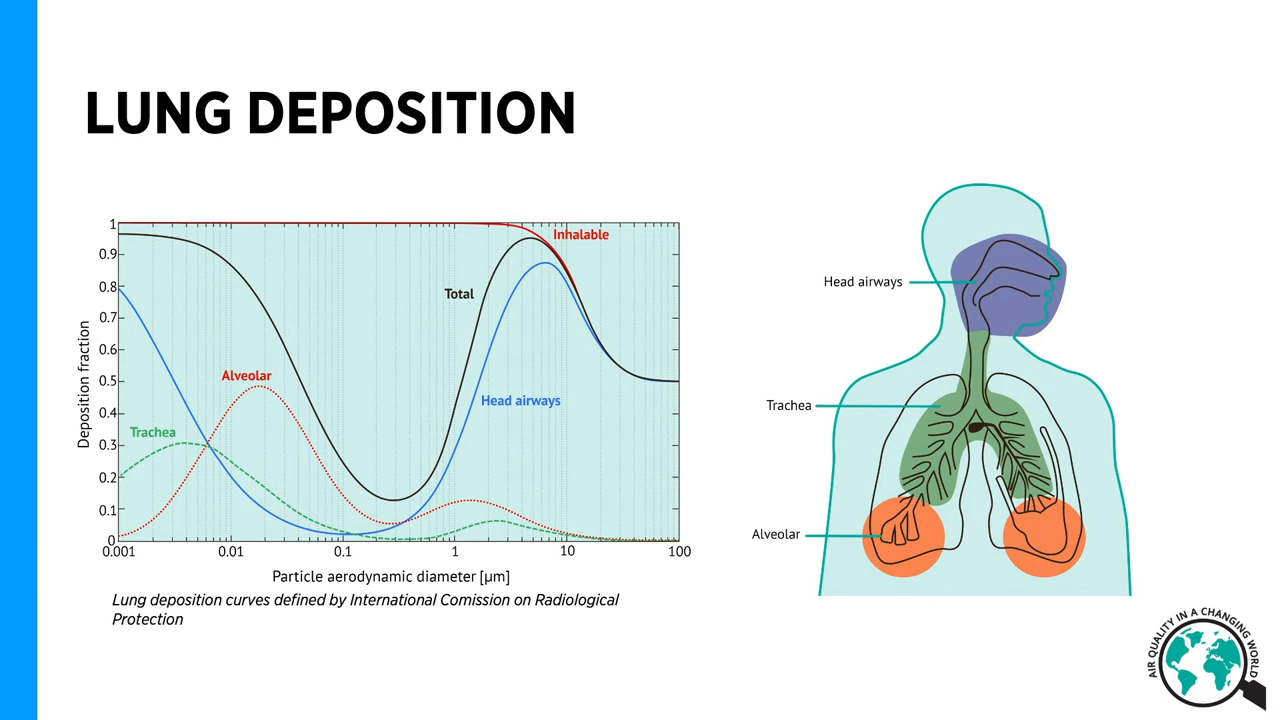 LUNG DEPOSITION
1
0.9
0.8
0.7
0.6
0.5
0.4
0.3
0.2
0.1
0
0.001
0.01
0.1
1
10
100
Deposition fraction
Particle aerodynamic diameter [µm]
Inhalable
Total
Alveolar
Head airways
Trachea
Lung deposition curves defined by International Comission on Radiological
Protection
Head airways
Trachea
Alveolar
AIR QUALITY IN A CHANGING WORLD